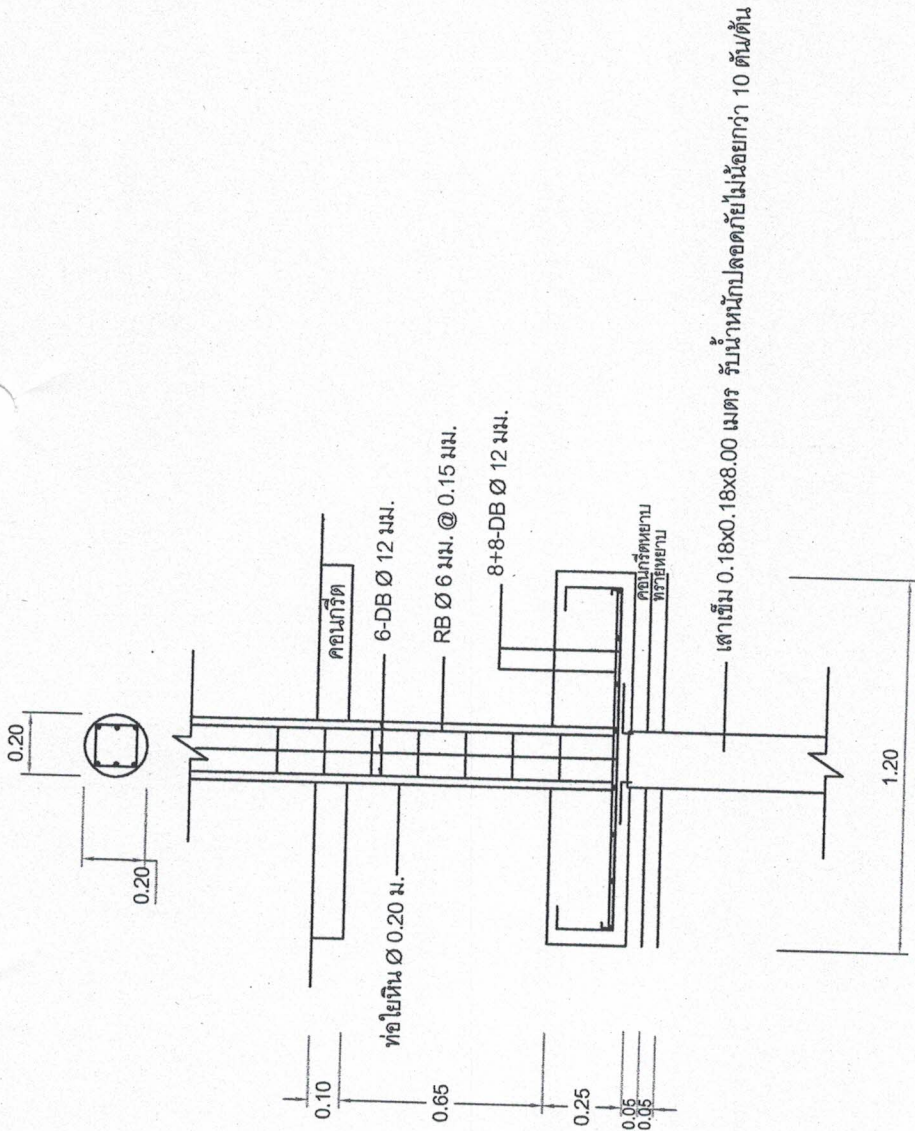 0.20
0.20
คอนกรีต
6-DB Ø 12 มม.
ท่อใยหิน Ø 0.20 ม.
RB Ø 6 มม. @ 0.15 มม.
8+8-DB Ø 12 มม.
คอนกรีตหยาบ
ทรายหยาบ
0.10
0.65
0.25
0.05
0.05
เสาเข็ม 0.18x0.18x8.00 เมตร รับน้ำหนักปลอดภัยไม่น้อยกว่า 10 ตัน/ต้น
1.20